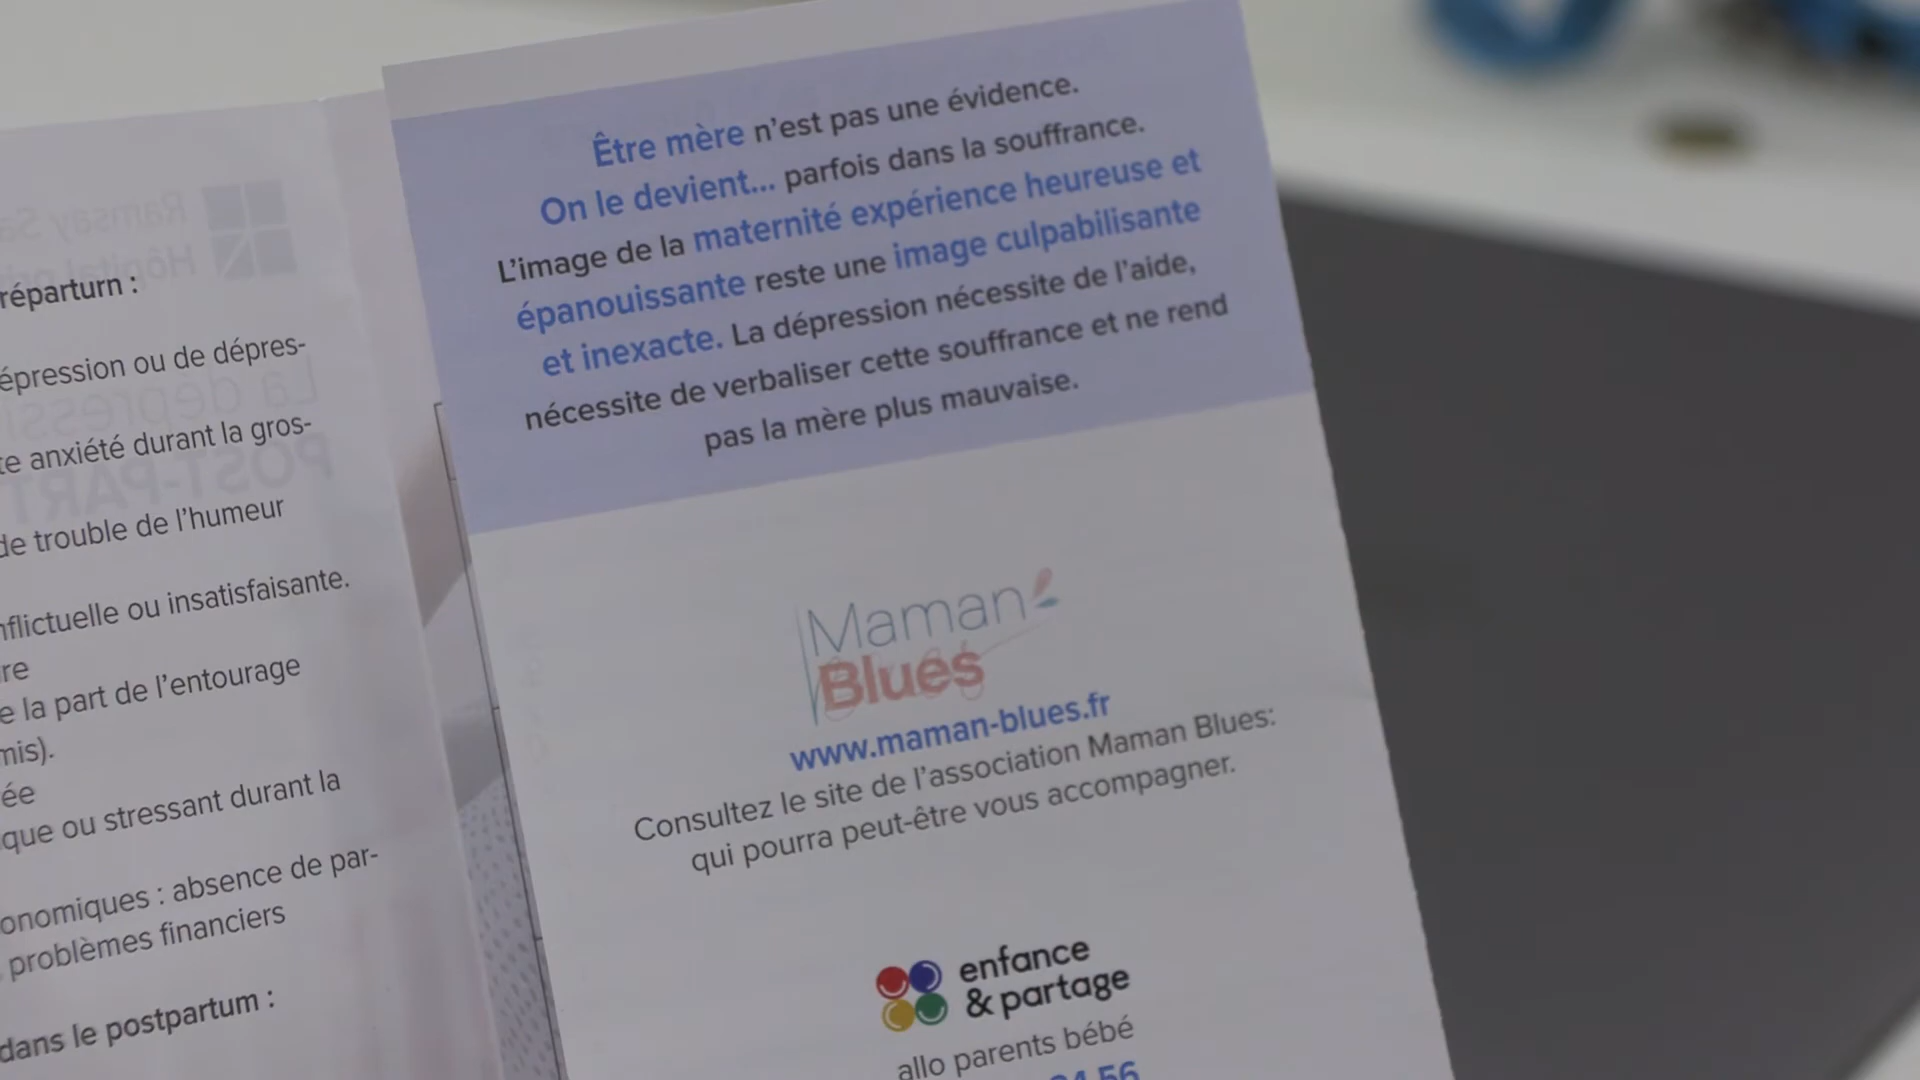 réparturn :
épression ou de dépres-
te anxiété durant la gros-
de trouble de l'humeur
nflictuelle ou insatisfaisante.
re
e la part de l'entourage
mis).
ée
que ou stressant durant la
onomiques : absence de par-
problèmes financiers
dans le postpartum :
Être mère n'est pas une évidence.
On le devient... parfois dans la souffrance.
L'image de la maternité expérience heureuse et
épanouissante reste une image culpabilisante
et inexacte. La dépression nécessite de l'aide,
nécessite de verbaliser cette souffrance et ne rend
pas la mère plus mauvaise.
Maman
Blues
www.maman-blues.fr
Consultez le site de l'association Maman Blues:
qui pourra peut-être vous accompagner.
enfance
& partage
allo parents bébé
56